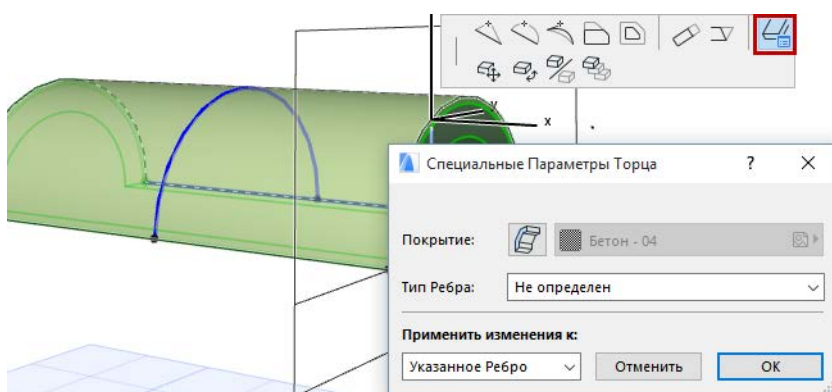 y
x
Специальные Параметры Торца
?
Покрытие:
Бетон - 04
Тип Ребра:
Не определен
Применить изменения к:
Указанное Ребро
Отменить
OK